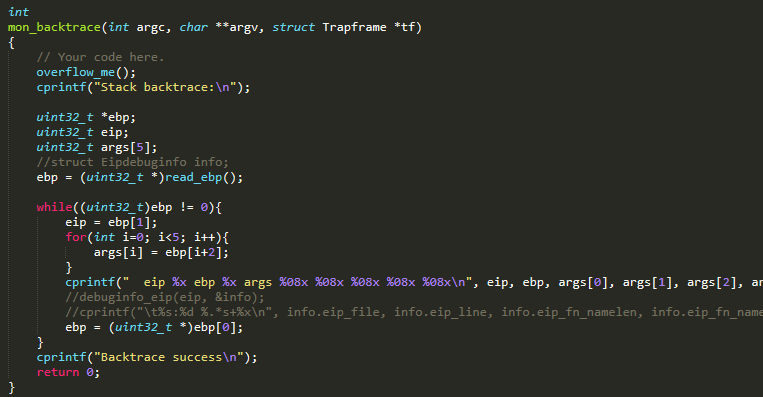 int
mon_backtrace(int argc, char **argv, struct Trapframe *tf)
{
    // Your code here.
    overflow_me();
    cprintf("Stack backtrace:\n");

    uint32_t *ebp;
    uint32_t eip;
    uint32_t args[5];
    //struct Eipdebuginfo info;
    ebp = (uint32_t *)read_ebp();

    while((uint32_t)ebp != 0){
        eip = ebp[1];
        for(int i=0; i<5; i++){
            args[i] = ebp[i+2];
        }
        cprintf("  eip %x ebp %x args %08x %08x %08x %08x %08x\n", eip, ebp, args[0], args[1], args[2], ar
        //debuginfo_eip(eip, &info);
        //cprintf("\t%s:%d %.*s+%x\n", info.eip_file, info.eip_line, info.eip_fn_namelen, info.eip_fn_name
        ebp = (uint32_t *)ebp[0];
    }
    cprintf("Backtrace success\n");
    return 0;
}